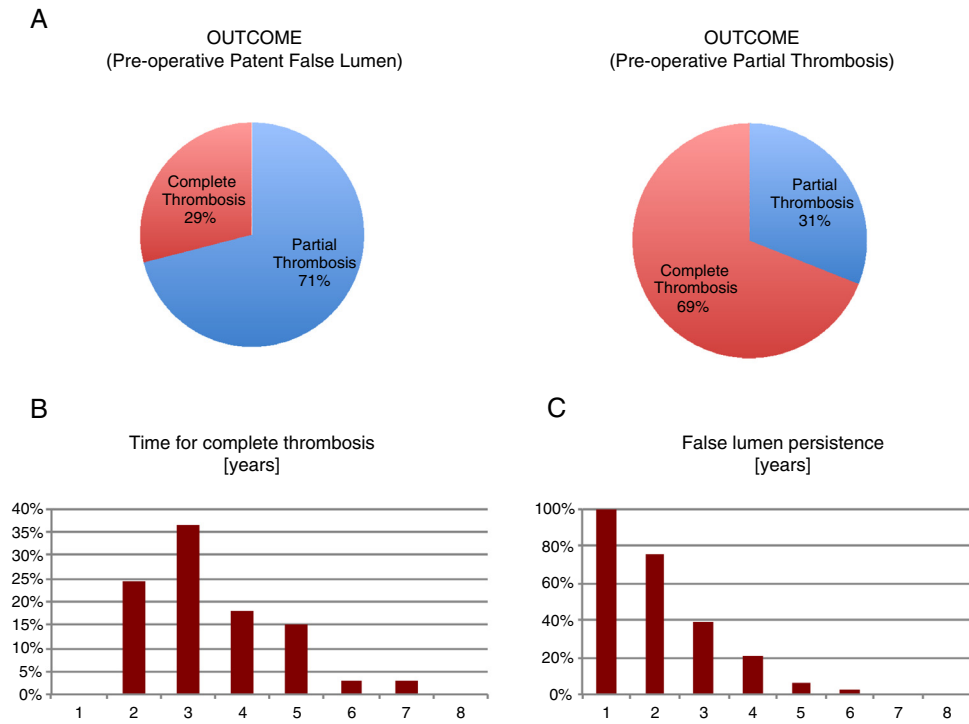 A
OUTCOME
(Pre-operative Patent False Lumen)
Complete
Thrombosis
29%
Partial
Thrombosis
71%
OUTCOME
(Pre-operative Partial Thrombosis)
Partial
Thrombosis
31%
Complete
Thrombosis
69%
B
Time for complete thrombosis
[years]
40%
35%
30%
25%
20%
15%
10%
5%
0%
1 2 3 4 5 6 7 8
C
False lumen persistence
[years]
100%
80%
60%
40%
20%
0%
1 2 3 4 5 6 7 8